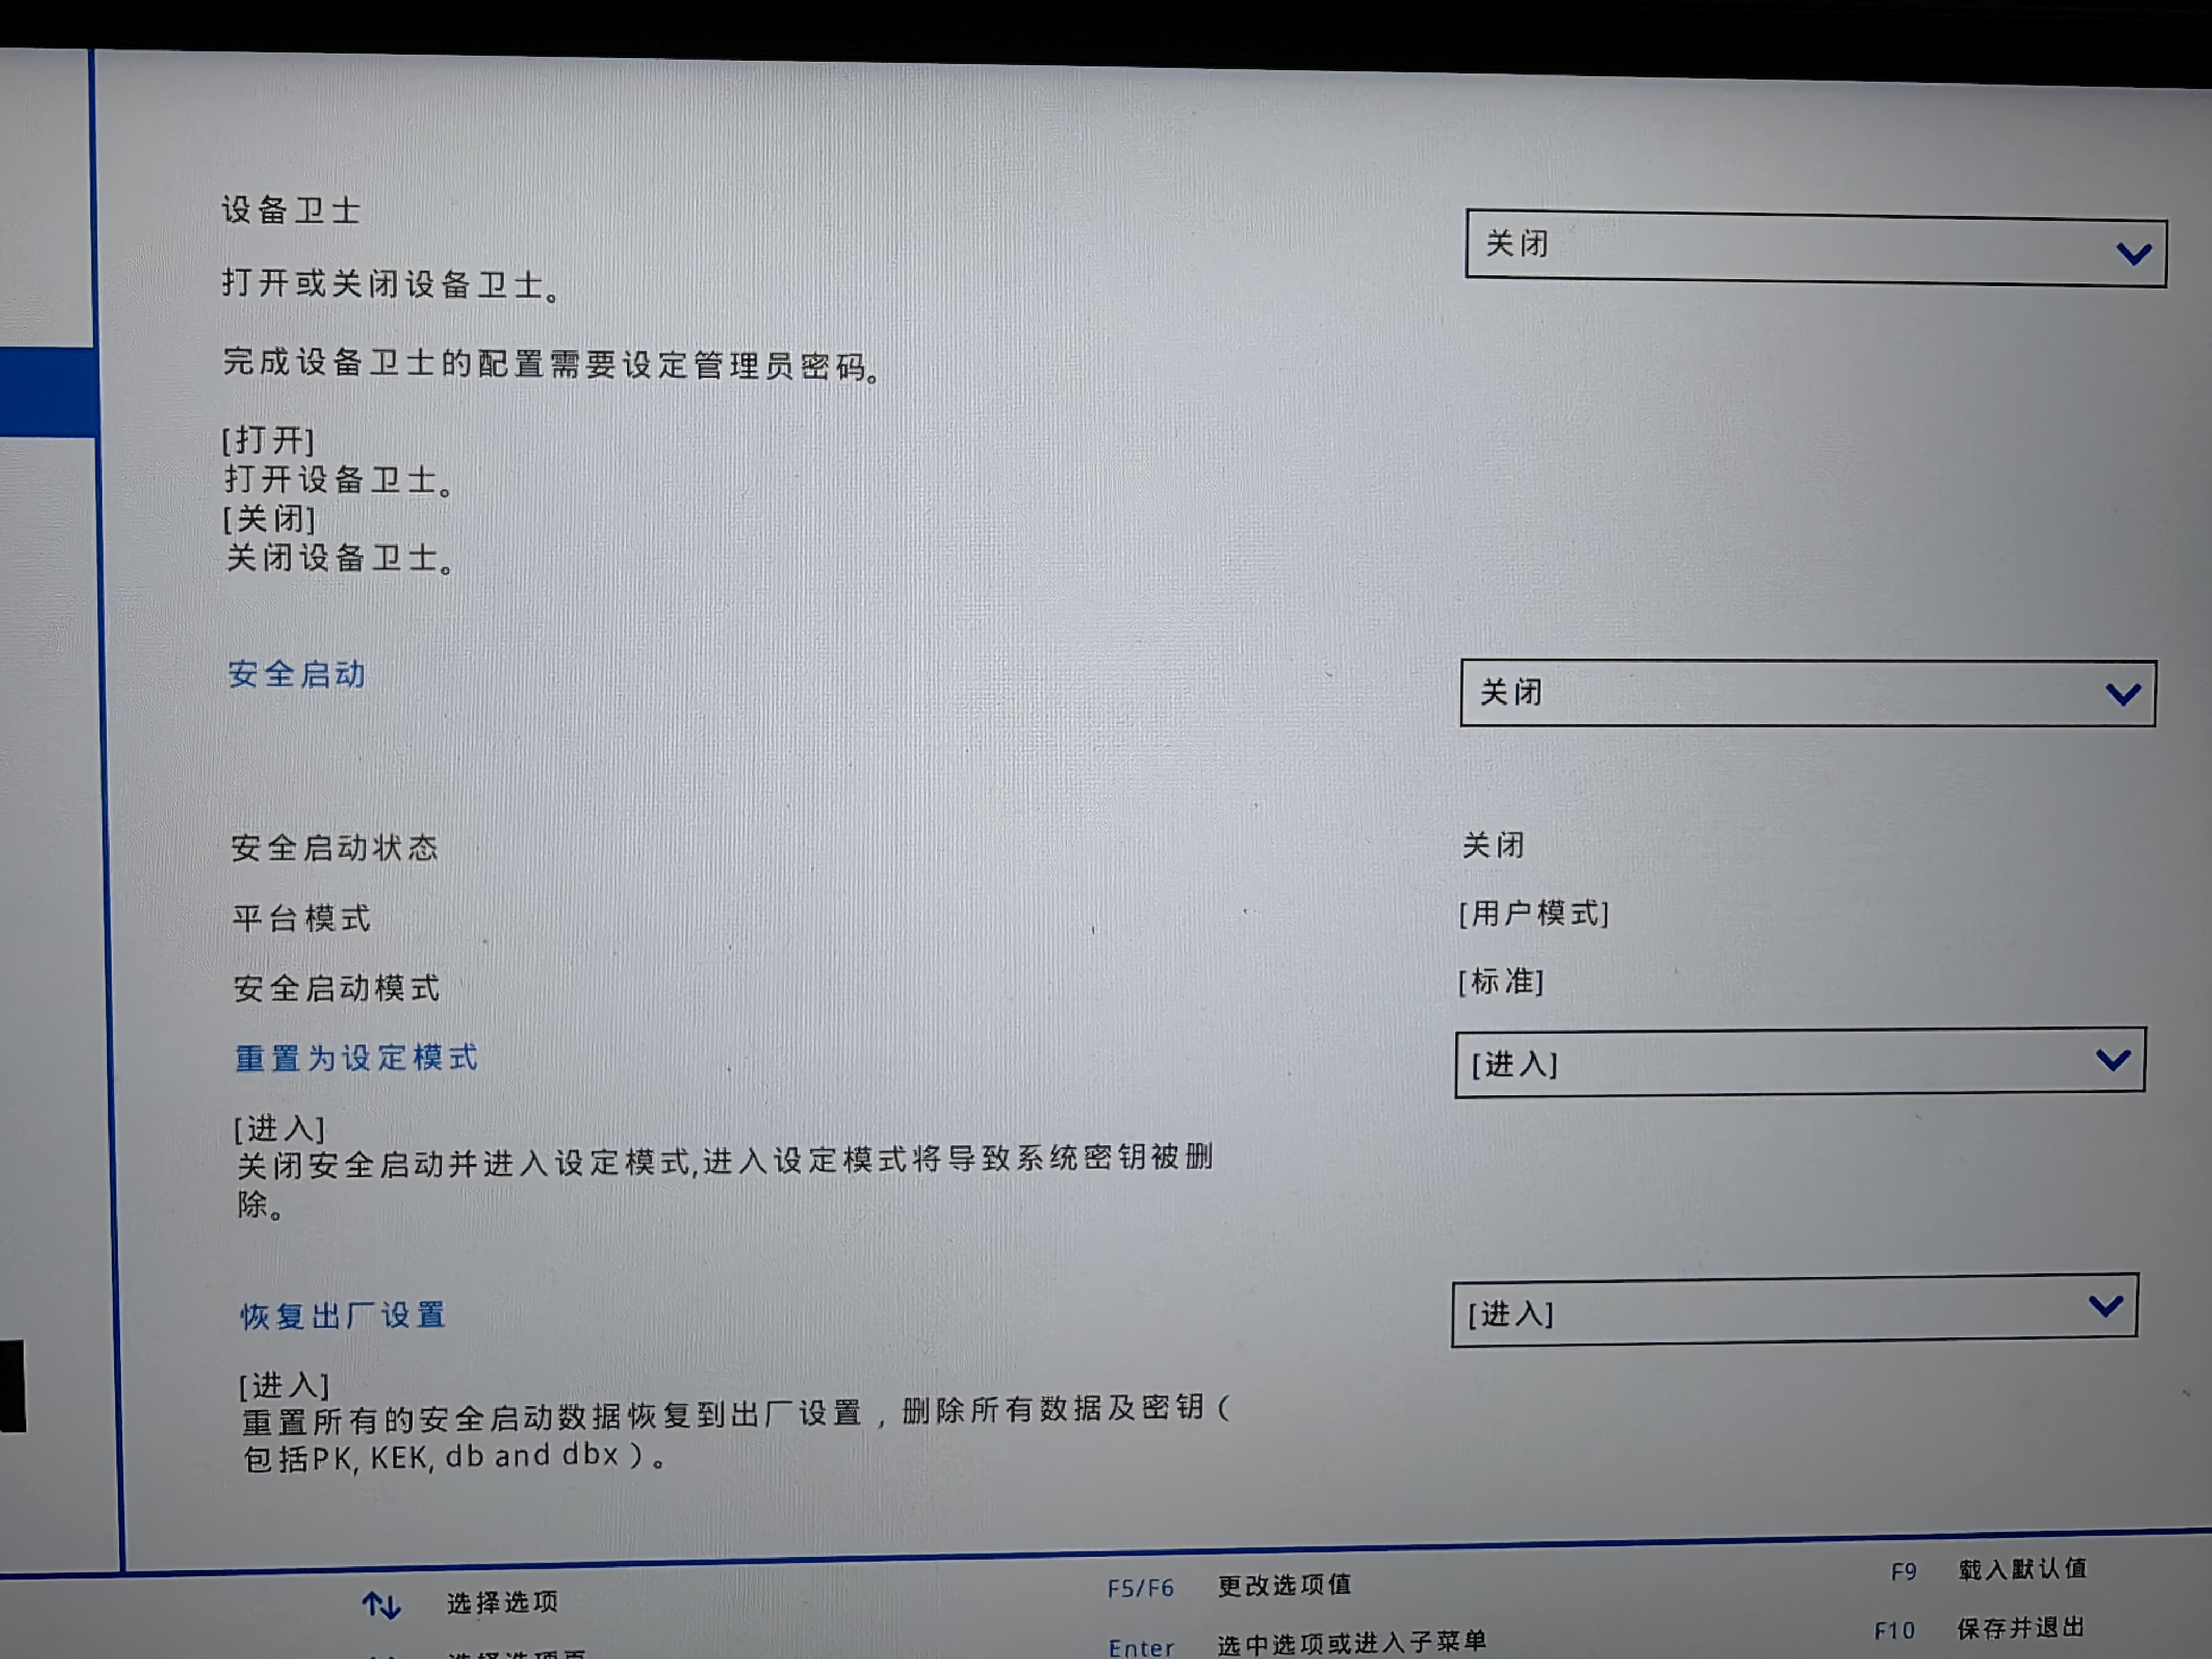 设备卫士
关闭
打开或关闭设备卫士。
完成设备卫士的配置需要设定管理员密码。
[打开]
打开设备卫士。
[关闭]
关闭设备卫士。
安全启动
关闭
安全启动状态
关闭
平台模式
[用户模式]
安全启动模式
[标准]
重置为设定模式
[进入]
[进入]
关闭安全启动并进入设定模式,进入设定模式将导致系统密钥被删
除。
恢复出厂设置
[进入]
[进入]
重置所有的安全启动数据恢复到出厂设置，删除所有数据及密钥（
包括PK, KEK, db and dbx）。
↑↓ 选择选项
F5/F6 更改选项值
F9 载入默认值
选择选项页
Enter 选中选项或进入子菜单
F10 保存并退出